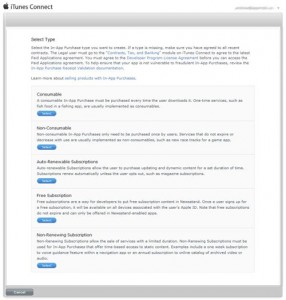 iTunes Connect
Select Type
Select the In-App Purchase type you want to create. If a type is missing, make sure you have agreed to all recent
contracts. The Legal user must go to the "Contracts, Tax, and Banking" module on iTunes Connect to agree to the latest
Paid Applications agreement. You must agree to the Developer Program License Agreement before you can access the
Paid Applications agreement. To help ensure that your app is not vulnerable to fraudulent In-App Purchases, review the
In-App Purchase Receipt Validation documentation.
Learn more about selling products with In-App Purchases.
Consumable
A consumable In-App Purchase must be purchased every time the user downloads it. One-time services, such as
fish food in a fishing app, are usually implemented as consumables.
Select
Non-Consumable
Non-consumable In-App Purchases only need to be purchased once by users. Services that do not expire or
decrease with use are usually implemented as non-consumables, such as new race tracks for a game app.
Select
Auto-Renewable Subscriptions
Auto-renewable Subscriptions allow the user to purchase updating and dynamic content for a set duration of time.
Subscriptions renew automatically unless the user opts out, such as magazine subscriptions.
Select
Free Subscription
Free subscriptions are a way for developers to put free subscription content in Newsstand. Once a user signs up for
a free subscription, it will be available on all devices associated with the user's Apple ID. Note that free subscriptions
do not expire and can only be offered in Newsstand-enabled apps.
Select
Non-Renewing Subscription
Non-Renewing Subscriptions allow the sale of services with a limited duration. Non-Renewing Subscriptions must be
used for In-App Purchases that offer time-based access to static content. Examples include a one week subscription
to voice guidance feature within a navigation app or an annual subscription to online catalog of archived video or
audio.
Select
Cancel